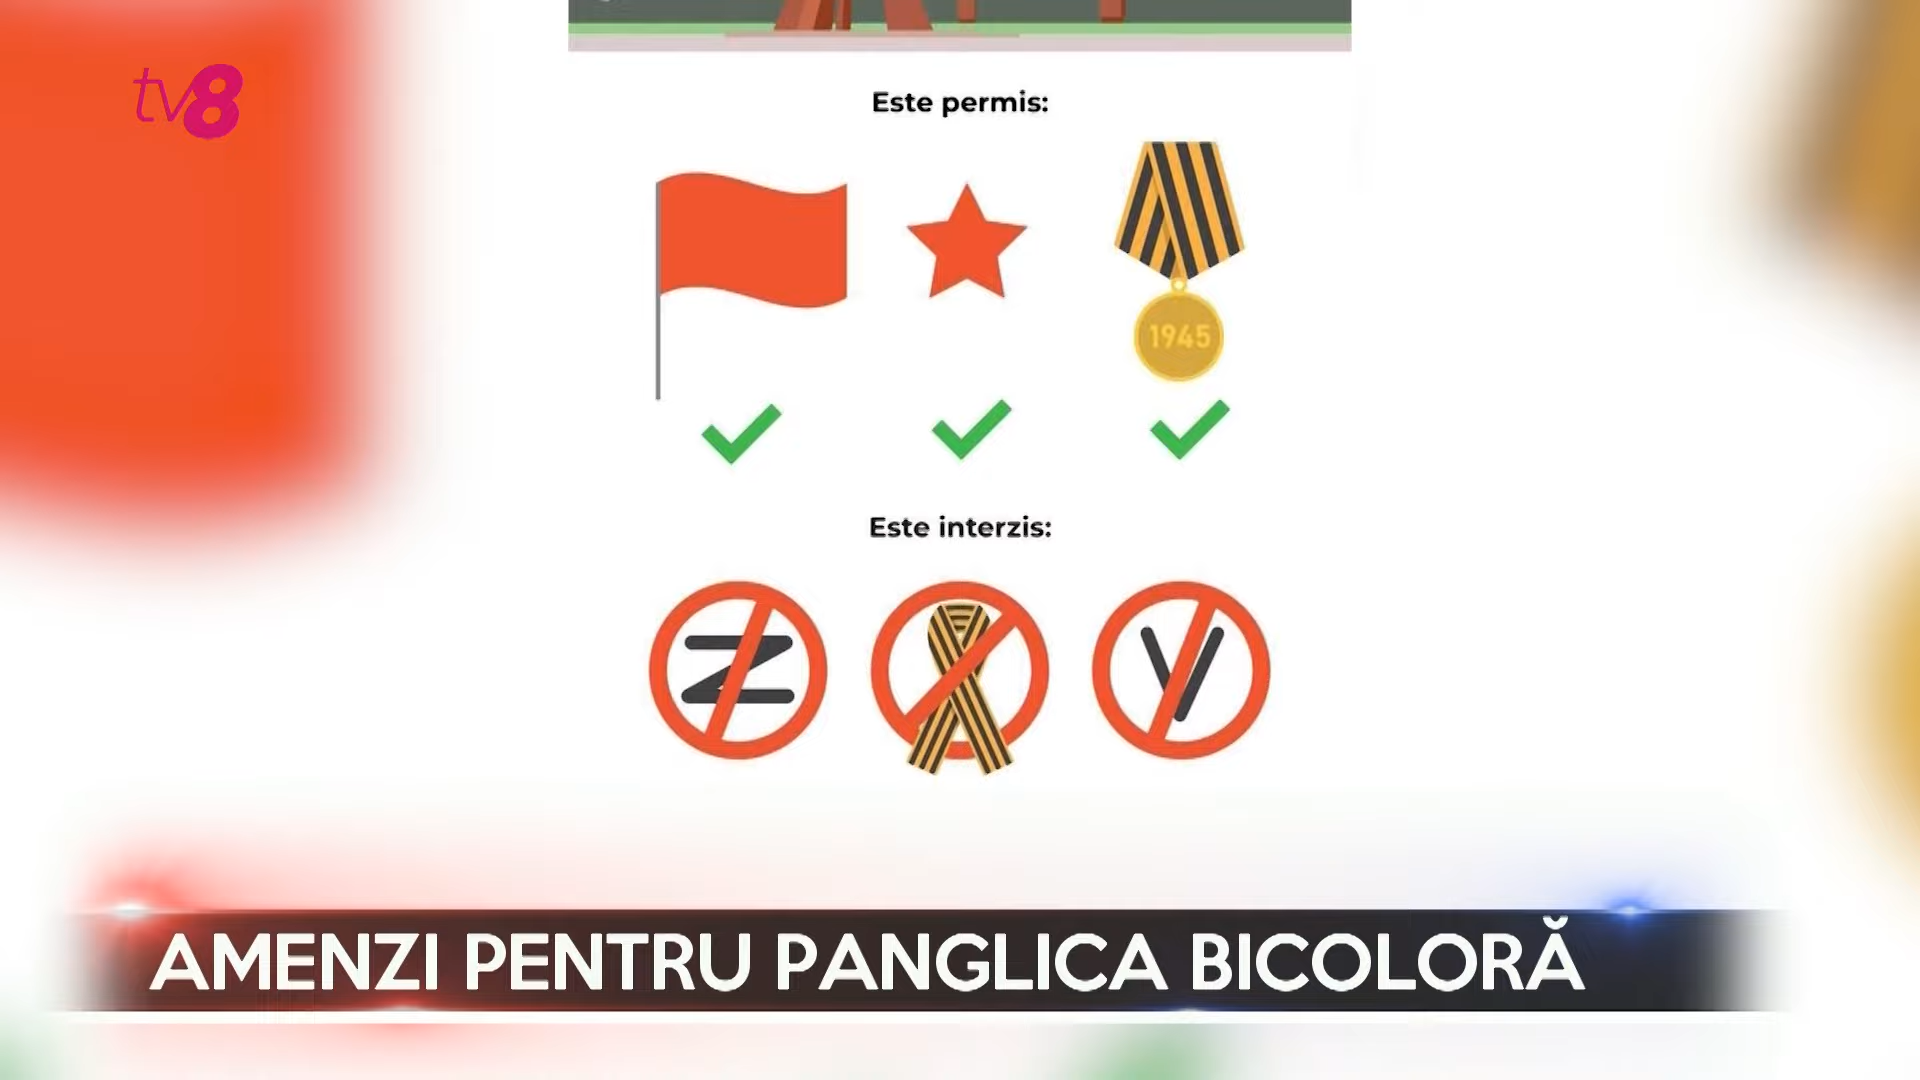 tv8
Este permis:
1945
Este interzis:
Z
V
AMENZI PENTRU PANGLICA BICOLORĂ